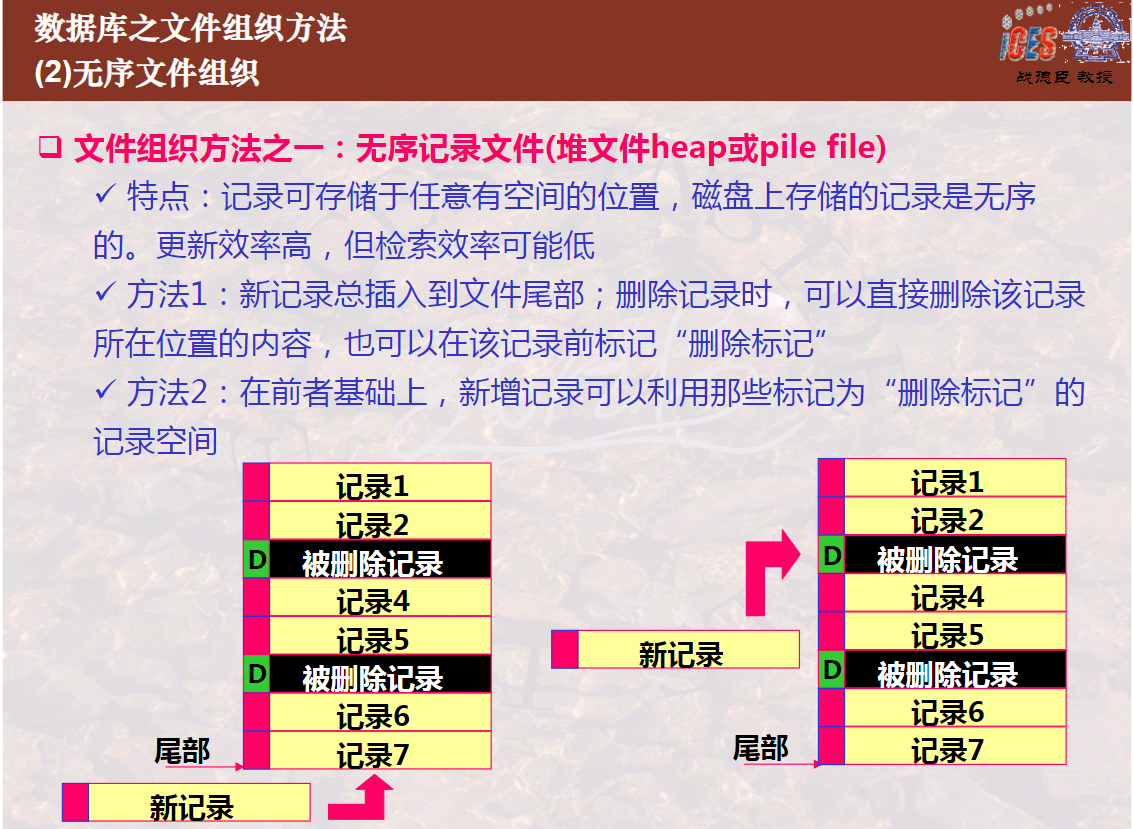 数据库之文件组织方法
(2)无序文件组织
iCES
战德臣 教授
❑ 文件组织方法之一：无序记录文件(堆文件heap或pile file)
✓ 特点：记录可存储于任意有空间的位置，磁盘上存储的记录是无序
的。更新效率高，但检索效率可能低
✓ 方法1：新记录总插入到文件尾部；删除记录时，可以直接删除该记录
所在位置的内容，也可以在该记录前标记“删除标记”
✓ 方法2：在前者基础上，新增记录可以利用那些标记为“删除标记”的
记录空间
记录1
记录2
D 被删除记录
记录4
记录5
D 被删除记录
记录6
记录7
尾部
新记录
新记录
记录1
记录2
D 被删除记录
记录4
记录5
D 被删除记录
记录6
记录7
尾部